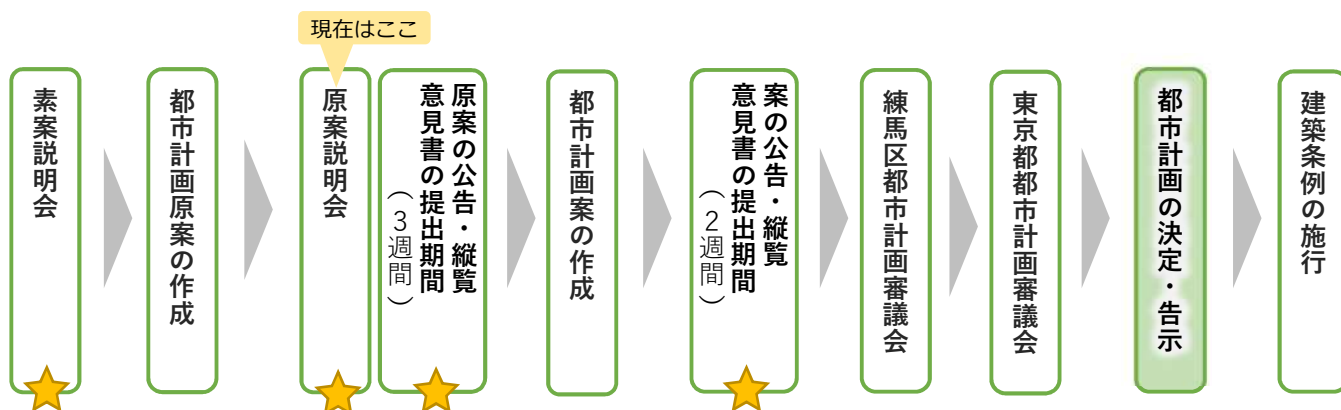 現在はここ
素案説明会
都市計画原案の作成
原案説明会
原案の公告・縦覧
意見書の提出期間
（３週間）
都市計画案の作成
案の公告・縦覧
意見書の提出期間
（２週間）
練馬区都市計画審議会
東京都都市計画審議会
都市計画の決定・告示
建築条例の施行